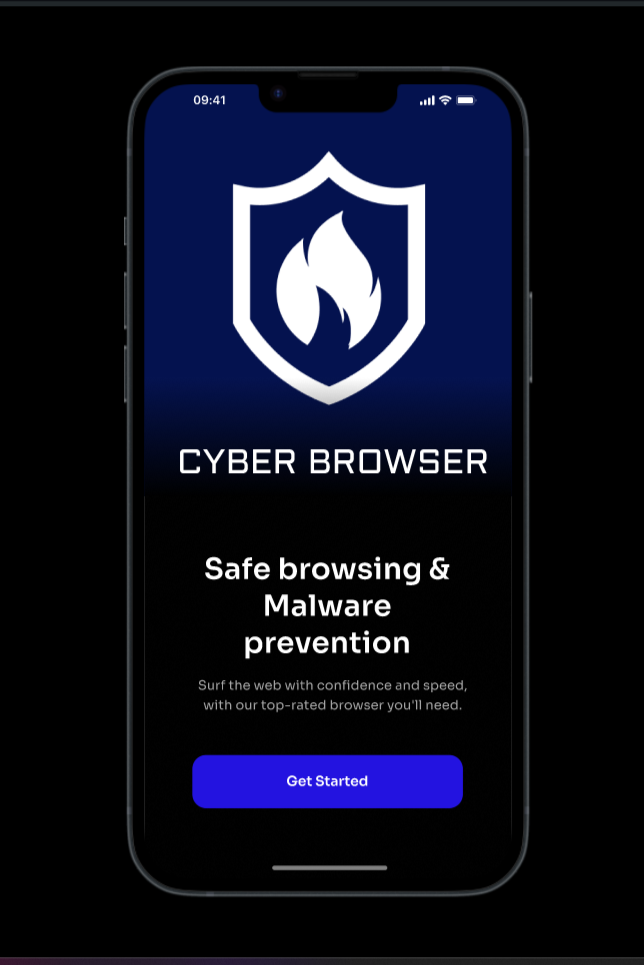 09:41
CYBER BROWSER
Safe browsing &
Malware
prevention
Surf the web with confidence and speed,
with our top-rated browser you'll need.
Get Started